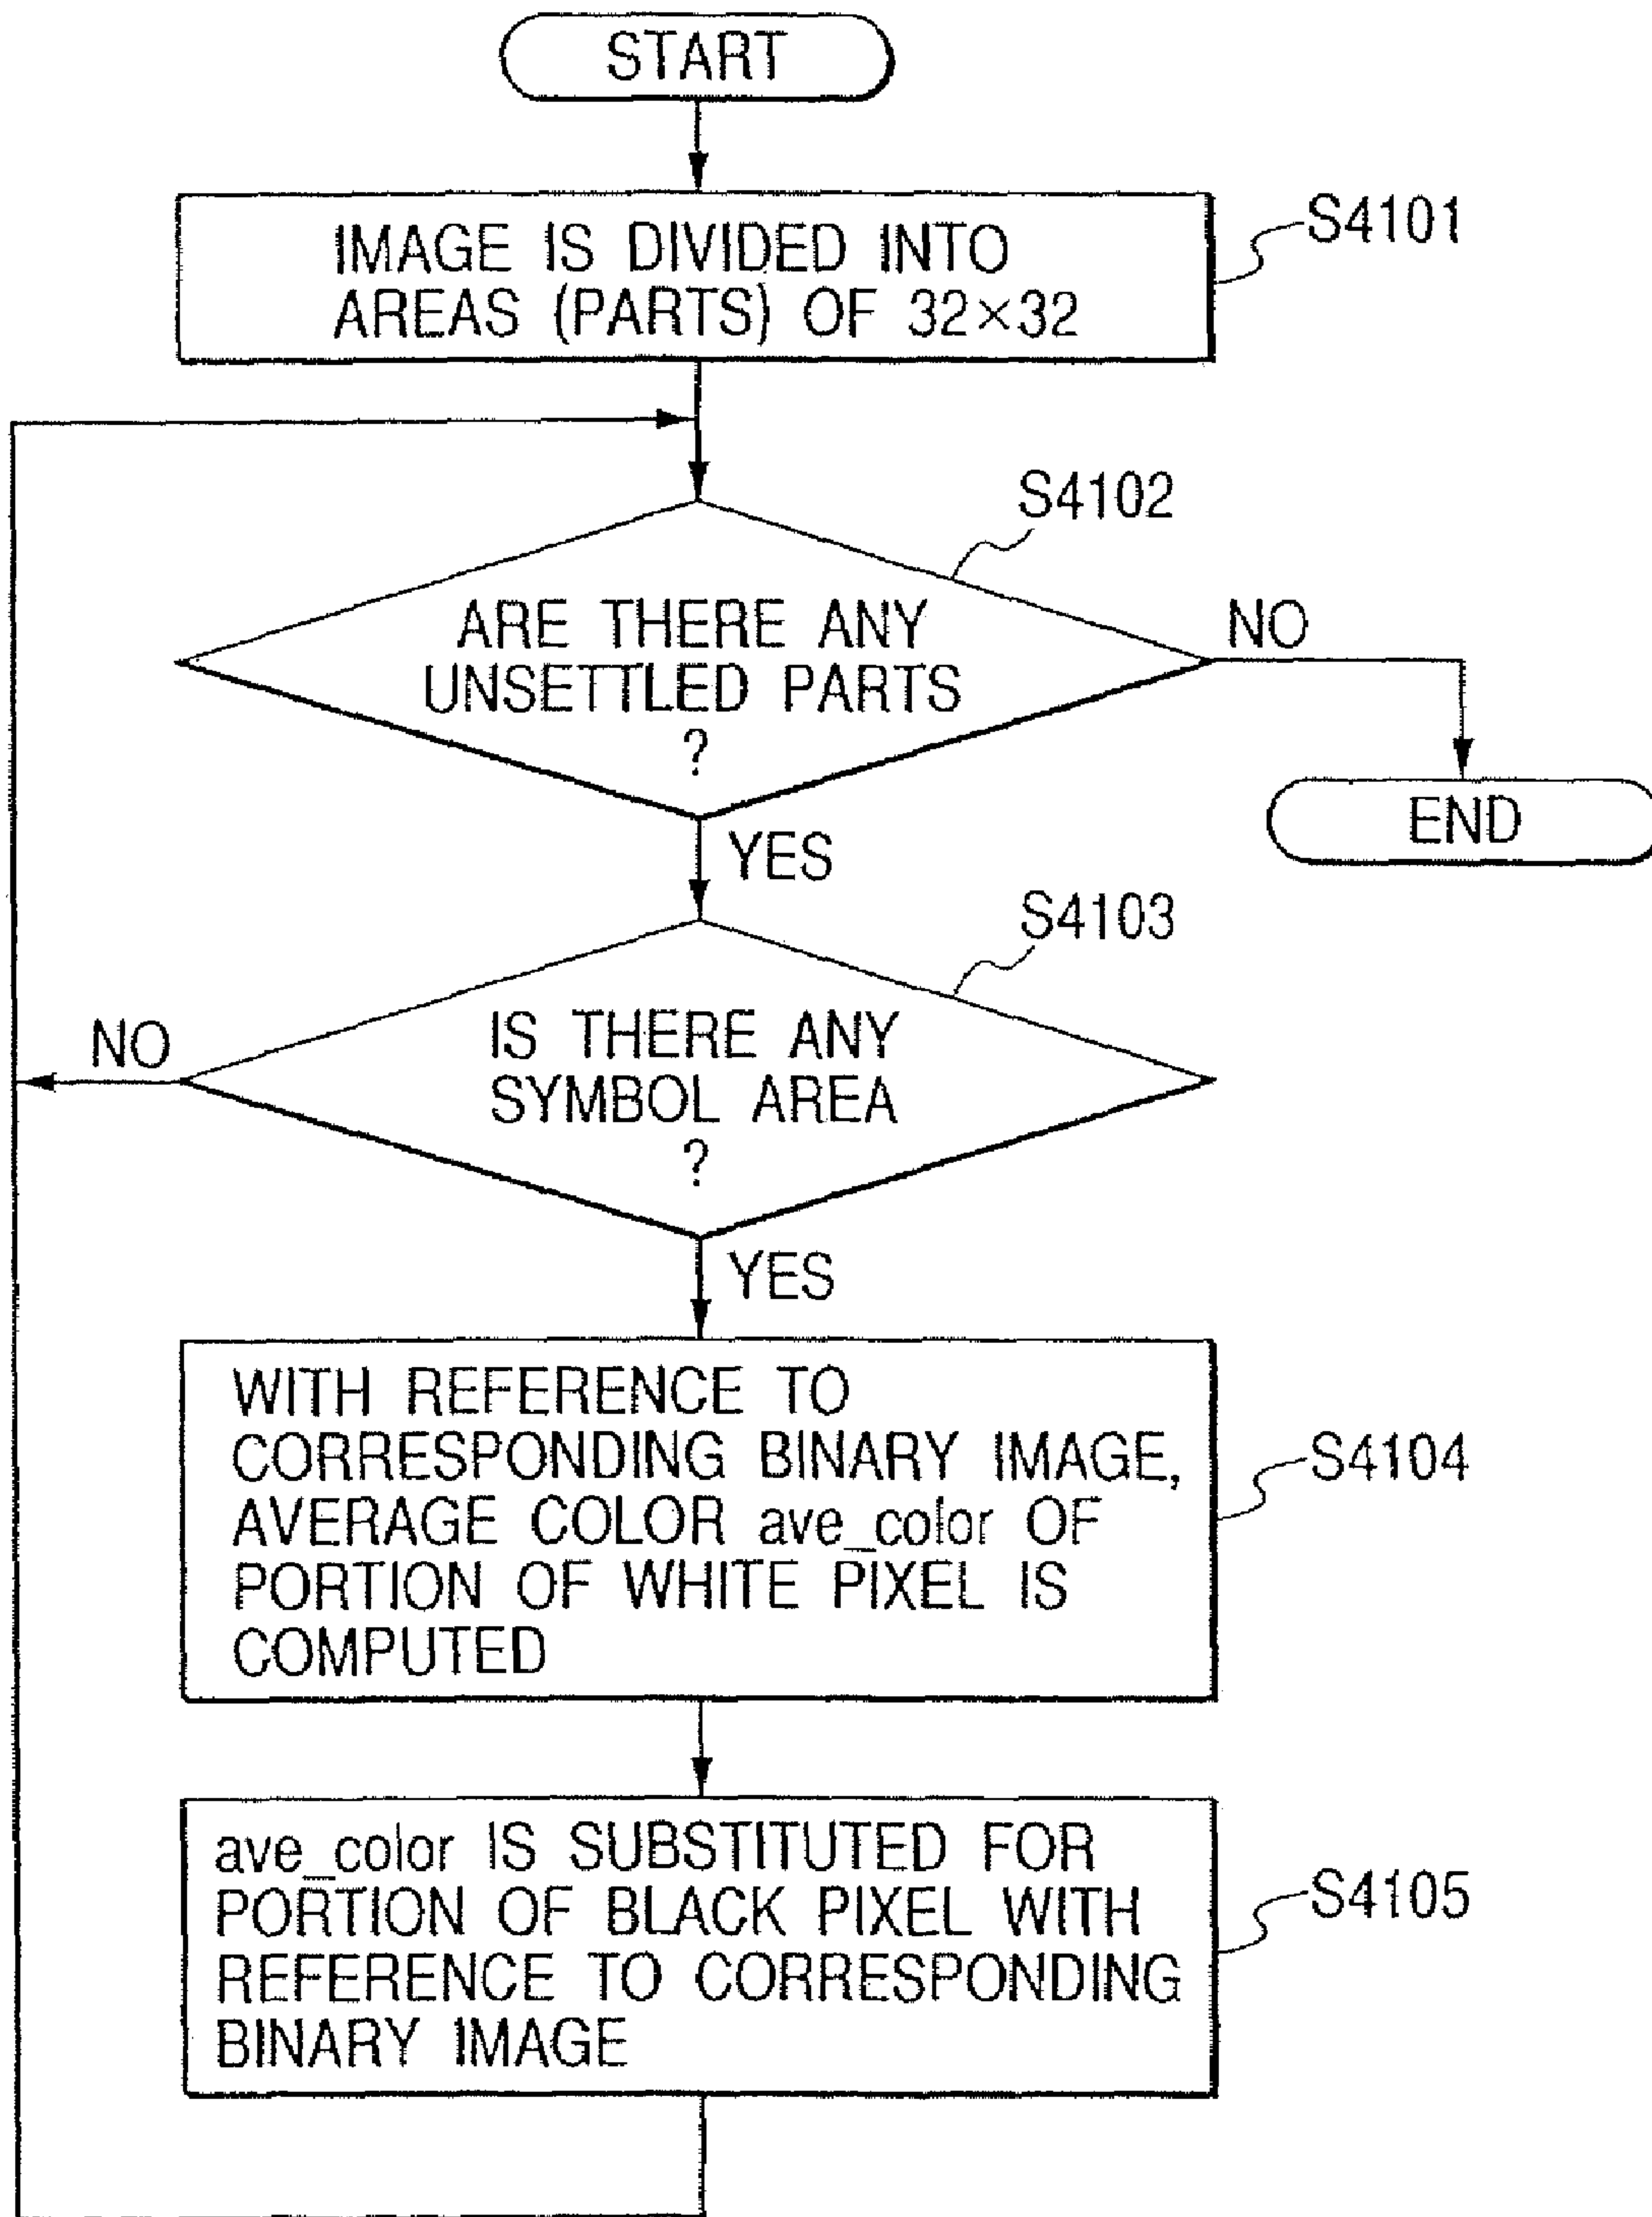 START
IMAGE IS DIVIDED INTO
AREAS (PARTS) OF 32×32
S4101
S4102
ARE THERE ANY
UNSETTLED PARTS
?
NO
END
YES
S4103
IS THERE ANY
SYMBOL AREA
?
NO
YES
WITH REFERENCE TO
CORRESPONDING BINARY IMAGE,
AVERAGE COLOR ave_color OF
PORTION OF WHITE PIXEL IS
COMPUTED
S4104
ave_color IS SUBSTITUTED FOR
PORTION OF BLACK PIXEL WITH
REFERENCE TO CORRESPONDING
BINARY IMAGE
S4105